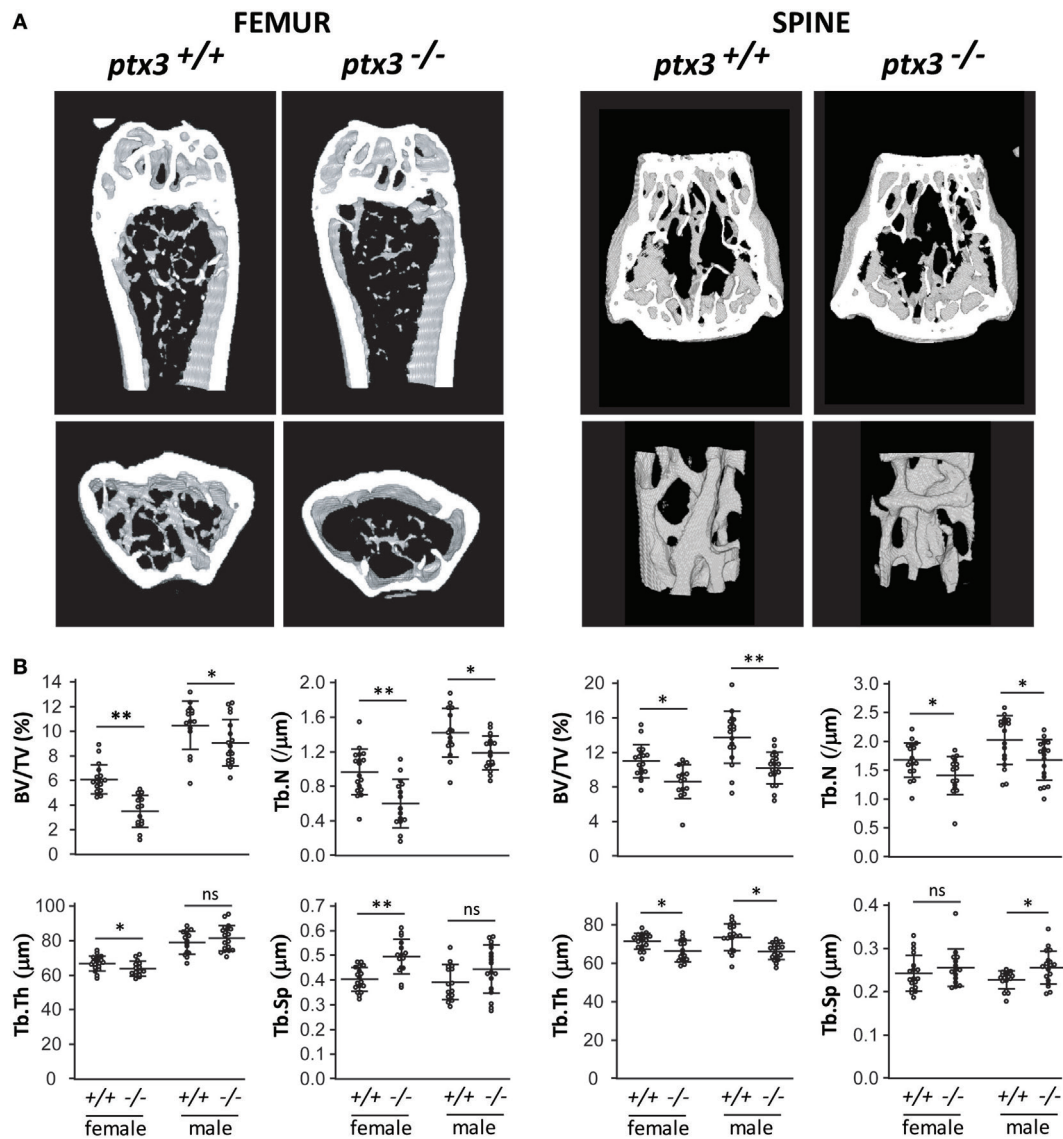 A
FEMUR
SPINE
ptx3 +/+
ptx3 -/-
ptx3 +/+
ptx3 -/-
B
BV/TV (%)
14
12
10
8
6
4
2
0
**
*
Tb.N (/μm)
2.0
1.6
1.2
0.8
0.4
0.0
**
*
BV/TV (%)
20
16
12
8
4
0
*
**
Tb.N (/μm)
3.0
2.5
2.0
1.5
1.0
0.5
0.0
*
*
Tb.Th (μm)
100
80
60
40
20
0
*
ns
+/+ -/- +/+ -/-
female male
Tb.Sp (μm)
0.7
0.6
0.5
0.4
0.3
0.2
0.1
0.0
**
ns
+/+ -/- +/+ -/-
female male
Tb.Th (μm)
80
60
40
20
0
*
*
+/+ -/- +/+ -/-
female male
Tb.Sp (μm)
0.4
0.3
0.2
0.1
0.0
ns
*
+/+ -/- +/+ -/-
female male